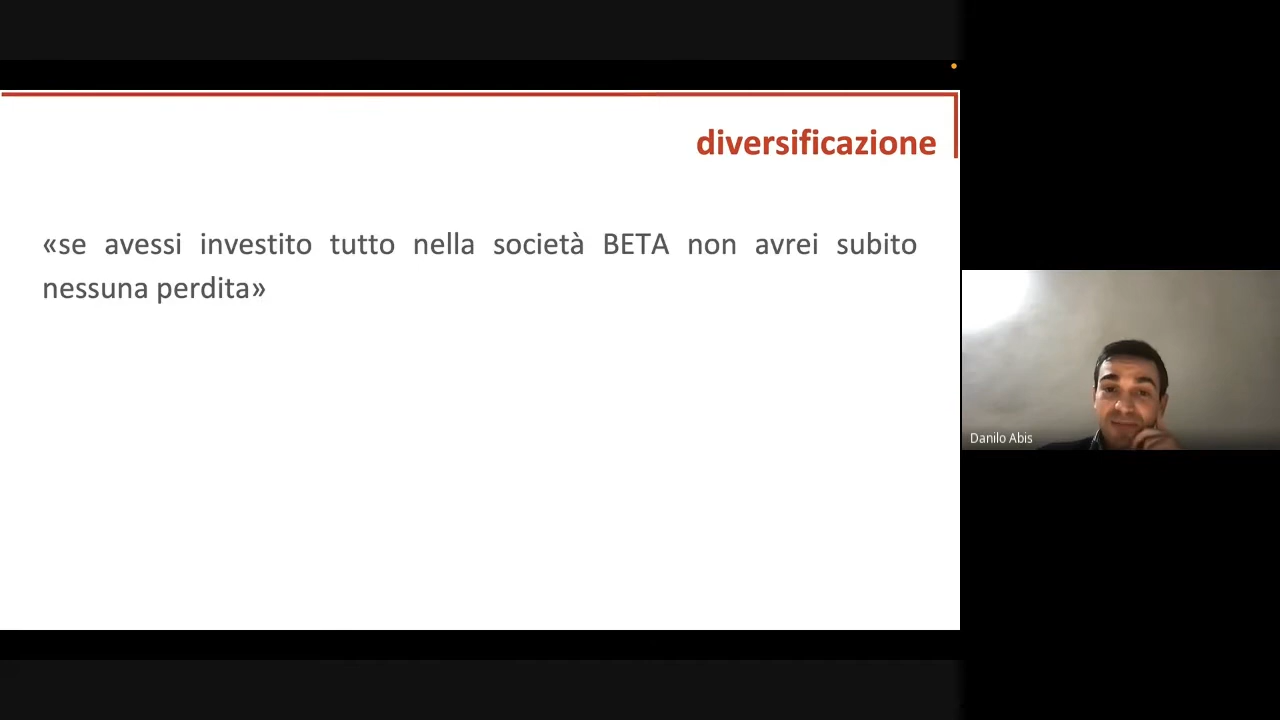 diversificazione
«se avessi investito tutto nella società BETA non avrei subito
nessuna perdita»
Danilo Abis